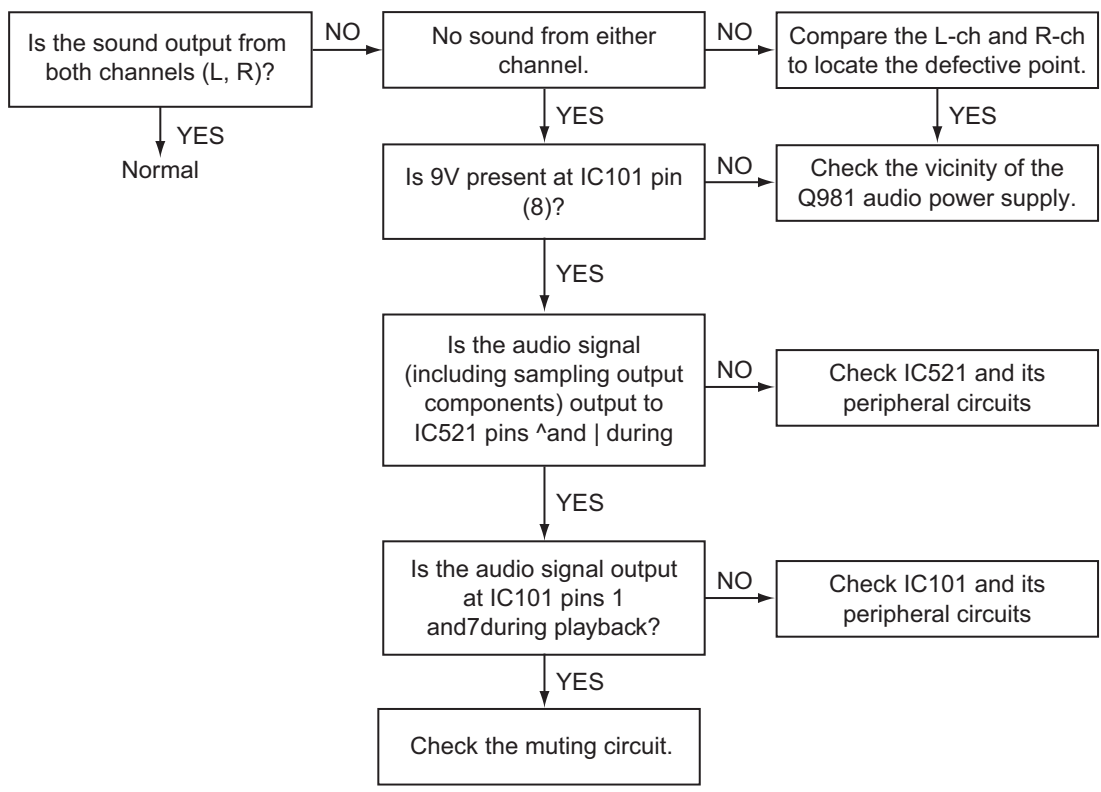 Is the sound output from
both channels (L, R)?
NO
No sound from either
channel.
NO
Compare the L-ch and R-ch
to locate the defective point.
YES
Normal
YES
YES
Is 9V present at IC101 pin
(8)?
NO
Check the vicinity of the
Q981 audio power supply.
YES
Is the audio signal
(including sampling output
components) output to
IC521 pins ^and | during
NO
Check IC521 and its
peripheral circuits
YES
Is the audio signal output
at IC101 pins 1
and7during playback?
NO
Check IC101 and its
peripheral circuits
YES
Check the muting circuit.